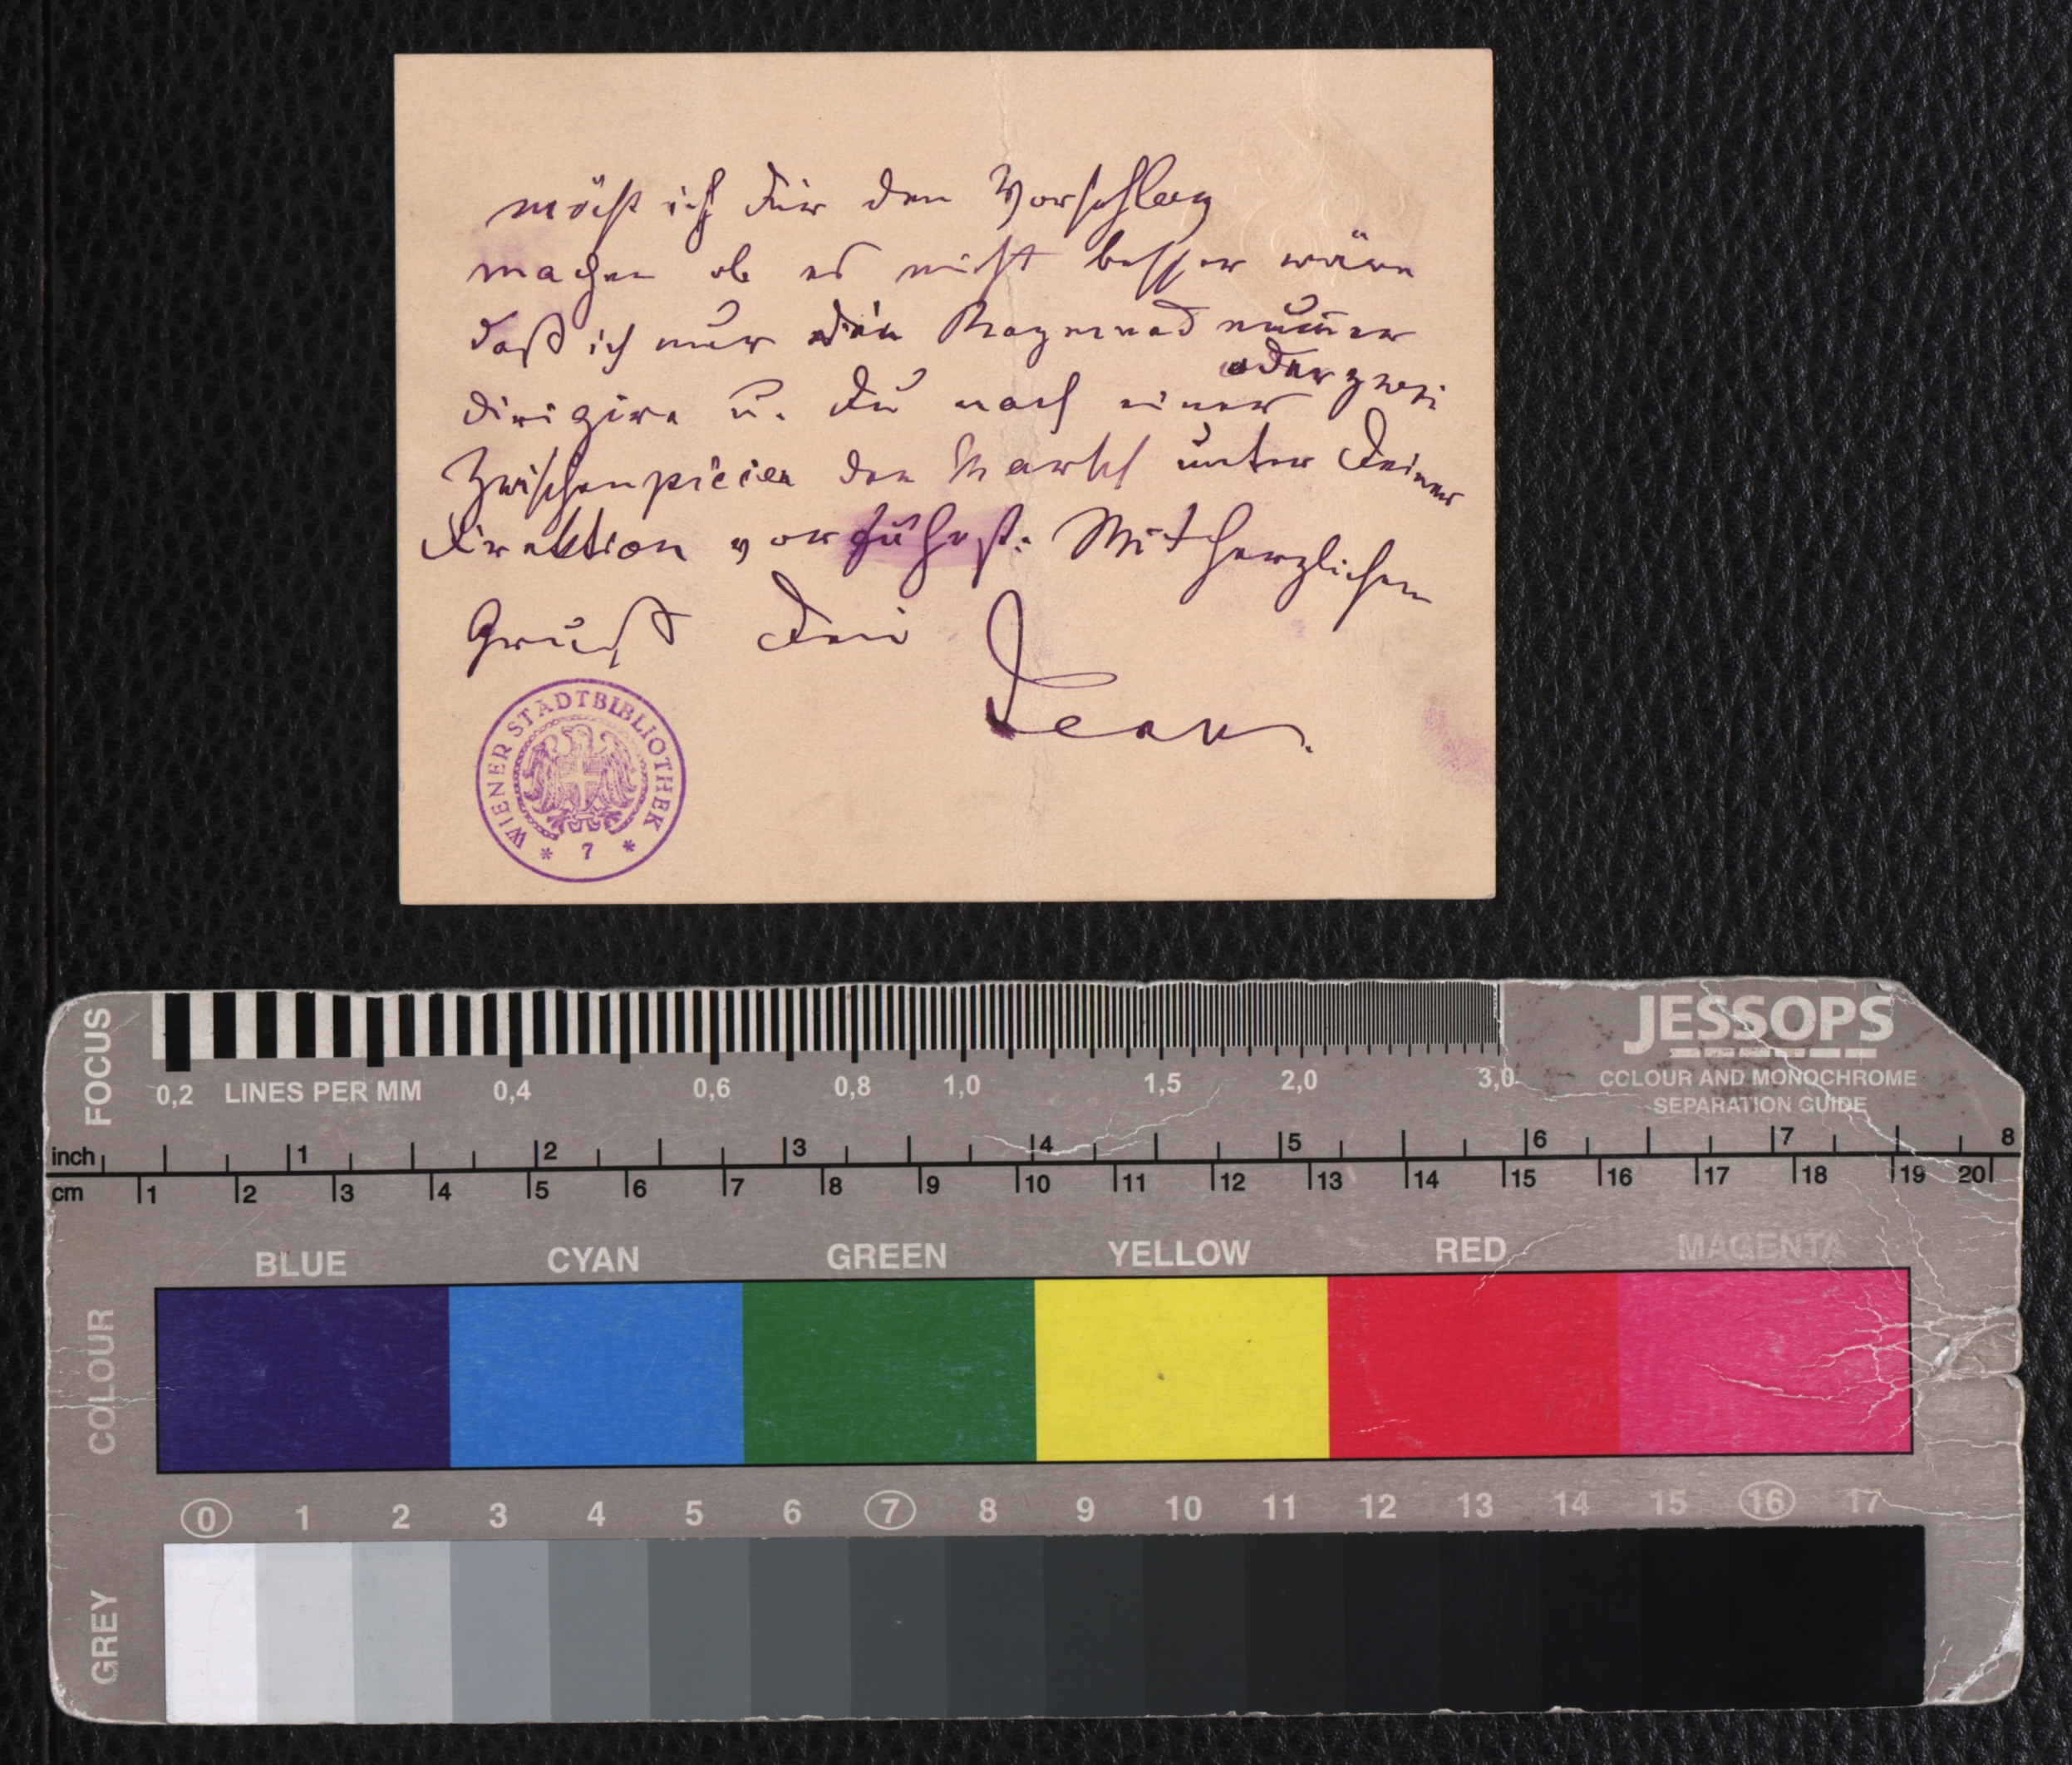 möcht ich dir den Vorschlag
machen ob es nicht besser wäre
daß ich nur nummer
oder zwei
dirigire u. Du nach einer
Zwischenpiècen den Marsch unter Deiner
Direktion vorführst. Mit herzlichem
Gruß Dein
Jean.
WIENER STADTBIBLIOTHEK
* 7 *
JESSOPS
COLOUR AND MONOCHROME
SEPARATION GUIDE
FOCUS
0,2 LINES PER MM 0,4 0,6 0,8 1,0 1,5 2,0 3,0
inch 1 2 3 4 5 6 7 8
cm 1 2 3 4 5 6 7 8 9 10 11 12 13 14 15 16 17 18 19 20
COLOUR
BLUE CYAN GREEN YELLOW RED MAGENTA
0 1 2 3 4 5 6 7 8 9 10 11 12 13 14 15 16 17
GREY